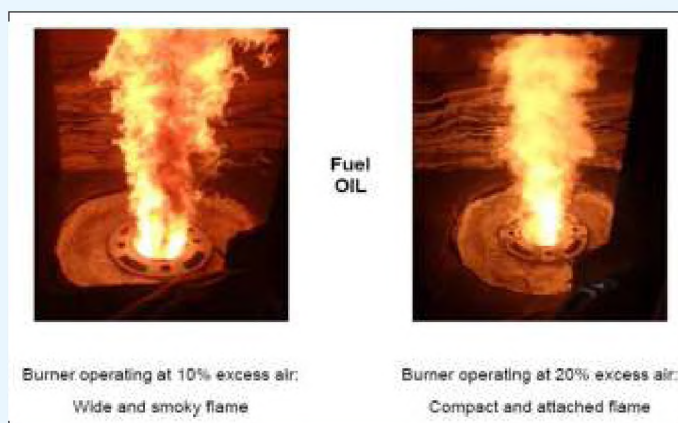 Fuel
OIL
Burner operating at 10% excess air:
Wide and smoky flame
Burner operating at 20% excess air:
Compact and attached flame